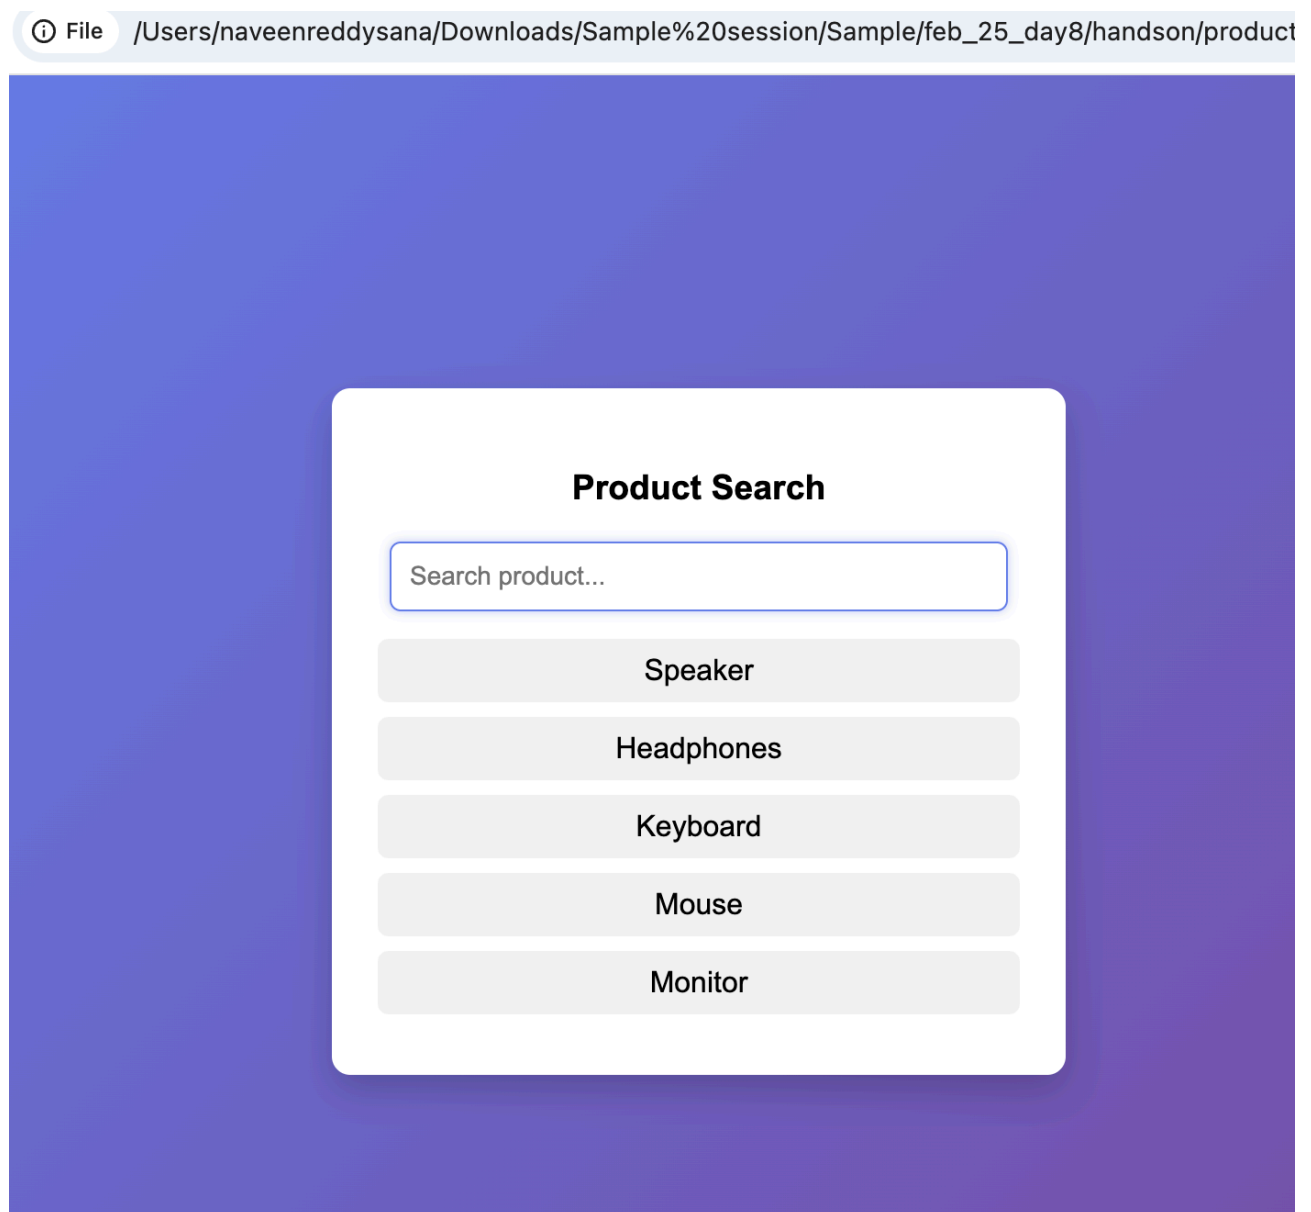 File /Users/naveenreddysana/Downloads/Sample%20session/Sample/feb_25_day8/handson/product
Product Search
Search product...
Speaker
Headphones
Keyboard
Mouse
Monitor